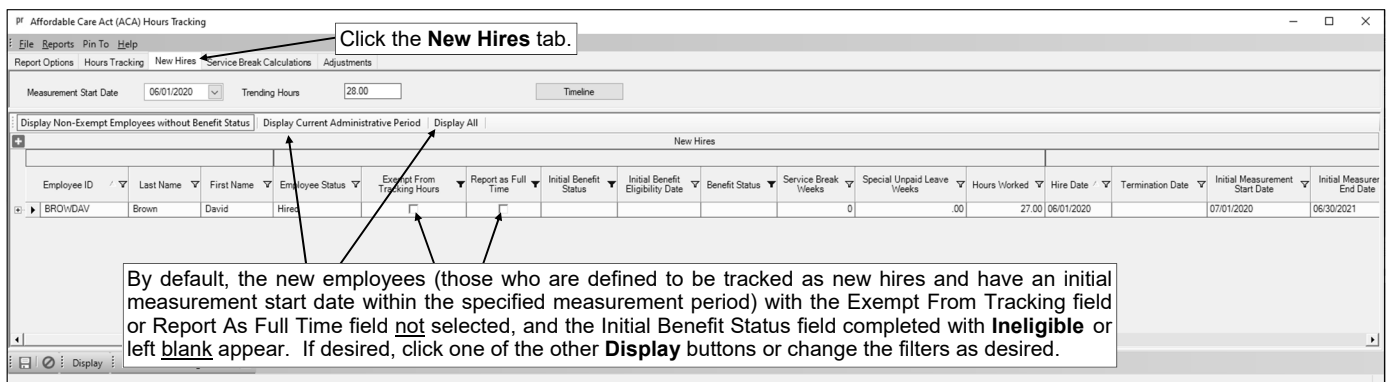 pr Affordable Care Act (ACA) Hours Tracking
File Reports Pin To Help
Click the New Hires tab.
Report Options Hours Tracking New Hires Service Break Calculations Adjustments
Measurement Start Date 06/01/2020 Trending Hours 28.00 Timeline
Display Non-Exempt Employees without Benefit Status Display Current Administrative Period Display All
New Hires
Employee ID Last Name First Name Employee Status Exempt From Tracking Hours Report as Full Time Initial Benefit Status Initial Benefit Eligibility Date Benefit Status Service Break Weeks Special Unpaid Leave Weeks Hours Worked Hire Date Termination Date Initial Measurement Start Date Initial Measurer End Date
BROWDAV Brown David Hired 0 .00 27.00 06/01/2020 07/01/2020 06/30/2021
By default, the new employees (those who are defined to be tracked as new hires and have an initial
measurement start date within the specified measurement period) with the Exempt From Tracking field
or Report As Full Time field not selected, and the Initial Benefit Status field completed with Ineligible or
left blank appear. If desired, click one of the other Display buttons or change the filters as desired.
Display